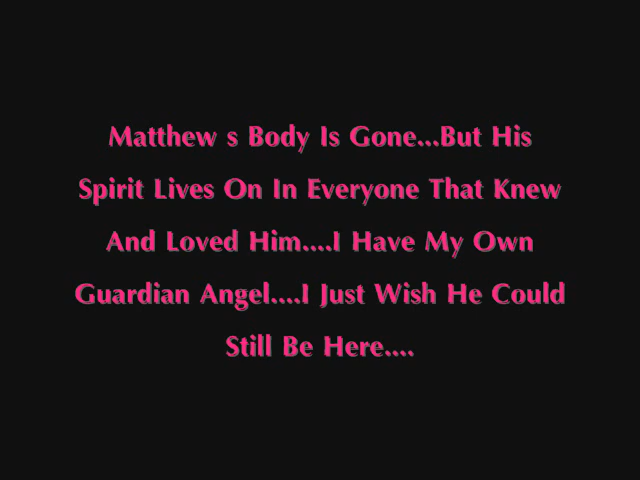 Matthew s Body Is Gone...But His
Spirit Lives On In Everyone That Knew
And Loved Him....I Have My Own
Guardian Angel....I Just Wish He Could
Still Be Here....